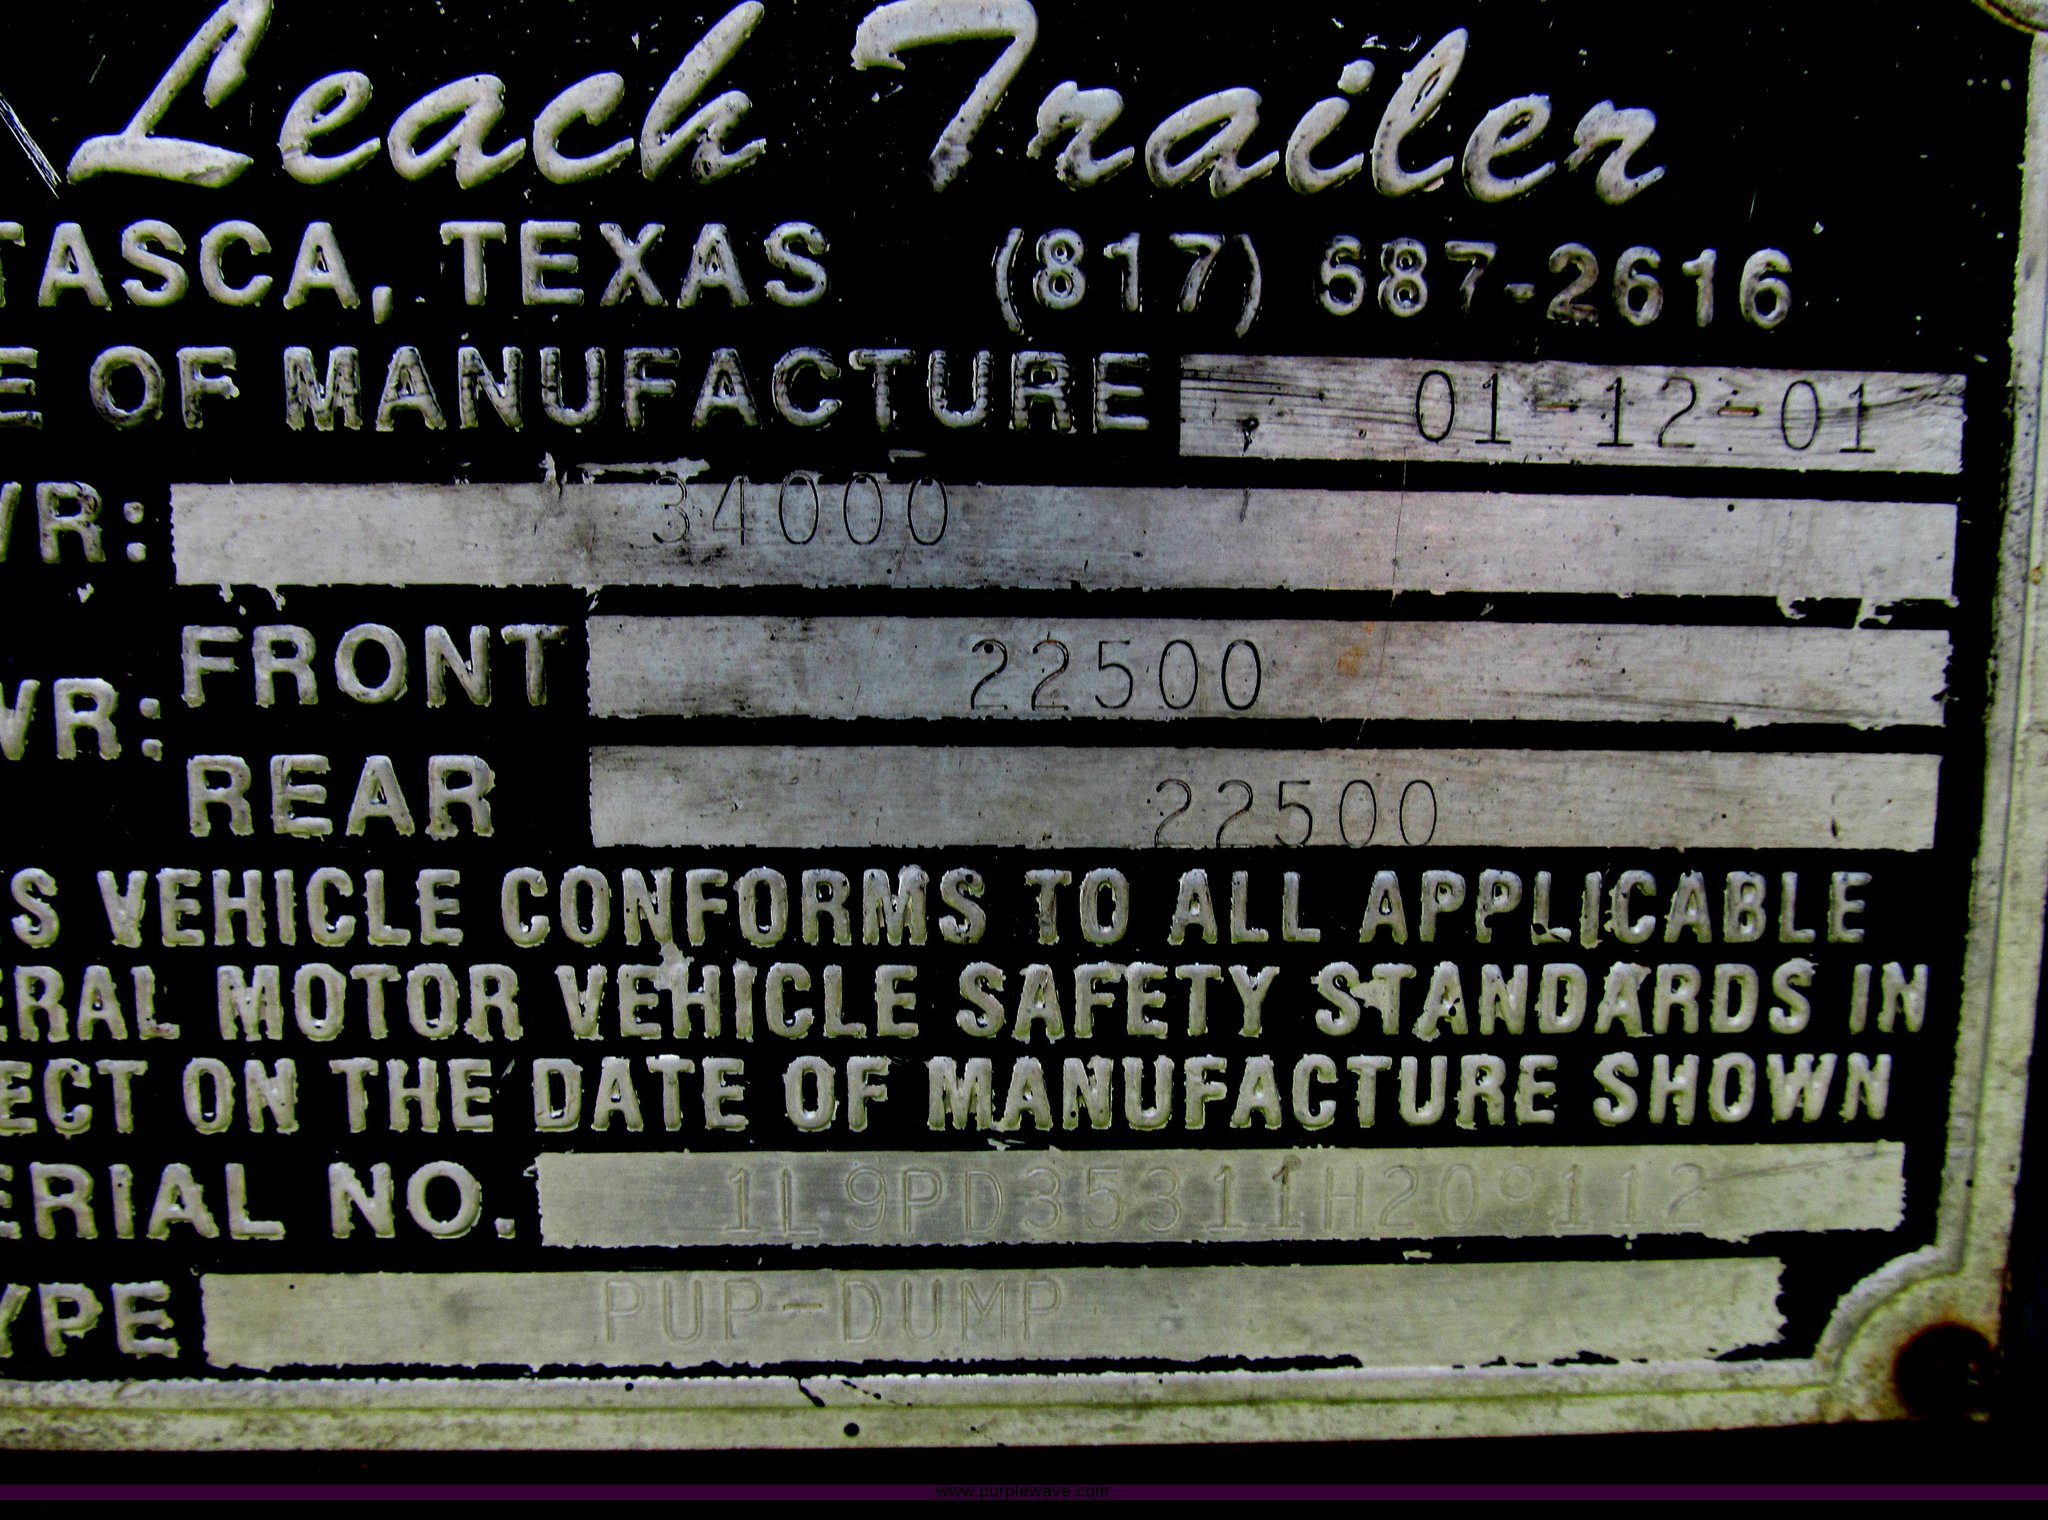 Leach Trailer
TASCA, TEXAS (817) 687-2616
E OF MANUFACTURE 01-12-01
VR: 34000
FRONT 22500
VR:
REAR 22500
S VEHICLE CONFORMS TO ALL APPLICABLE
ERAL MOTOR VEHICLE SAFETY STANDARDS IN
ECT ON THE DATE OF MANUFACTURE SHOWN
ERIAL NO. 1L9PD35311H209112
YPE PUP-DUMP
www.purplewave.com